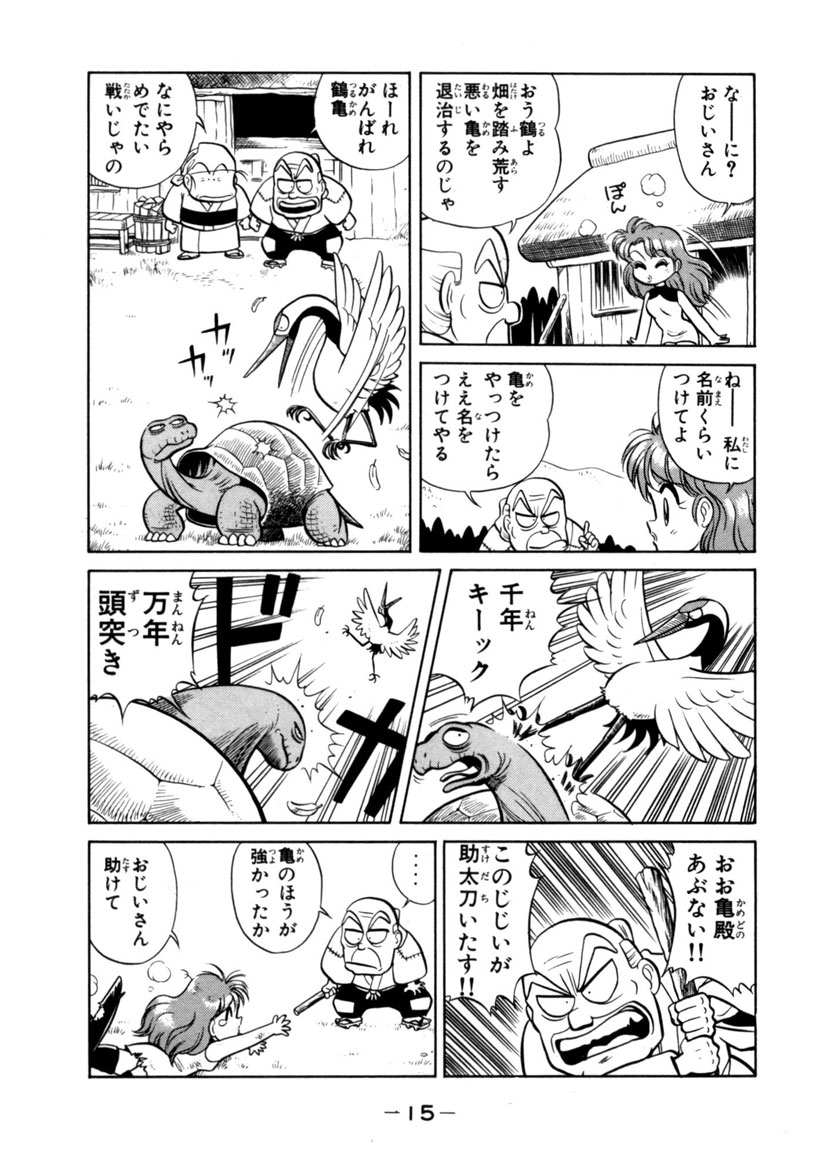 なーに?
おじいさん
おう鶴よ
畑を踏み荒す
悪い亀を
退治するのじゃ
ぽん
ねー 私に
名前くらい
つけてよ
亀を
やっつけたら
ええ名を
つけてやる
ほーれ
がんばれ
鶴亀
なにやら
めでたい
戦いじゃの
カッ
カッ
千年
キーック
万年
頭突き
ドカ
おお亀殿
あぶない!!
このじじいが
助太刀いたす!!
‥‥
亀のほうが
強かったか
おじいさん
助けて
-15-